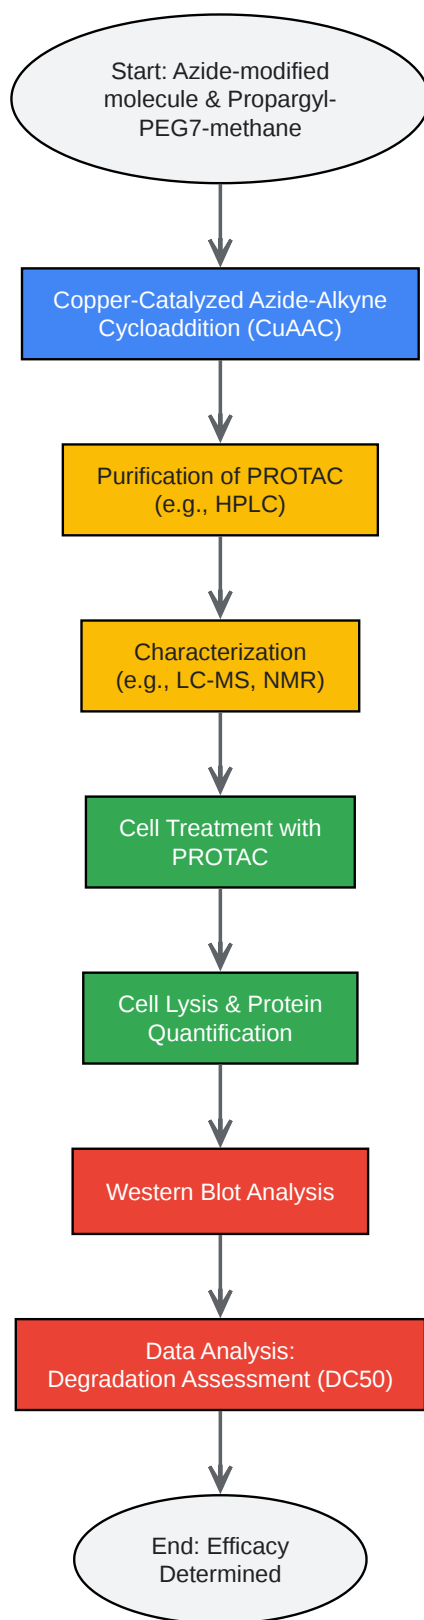 Start: Azide-modified
molecule & Propargyl-
PEG7-methane
Copper-Catalyzed Azide-Alkyne
Cycloaddition (CuAAC)
Purification of PROTAC
(e.g., HPLC)
Characterization
(e.g., LC-MS, NMR)
Cell Treatment with
PROTAC
Cell Lysis & Protein
Quantification
Western Blot Analysis
Data Analysis:
Degradation Assessment (DC50)
End: Efficacy
Determined